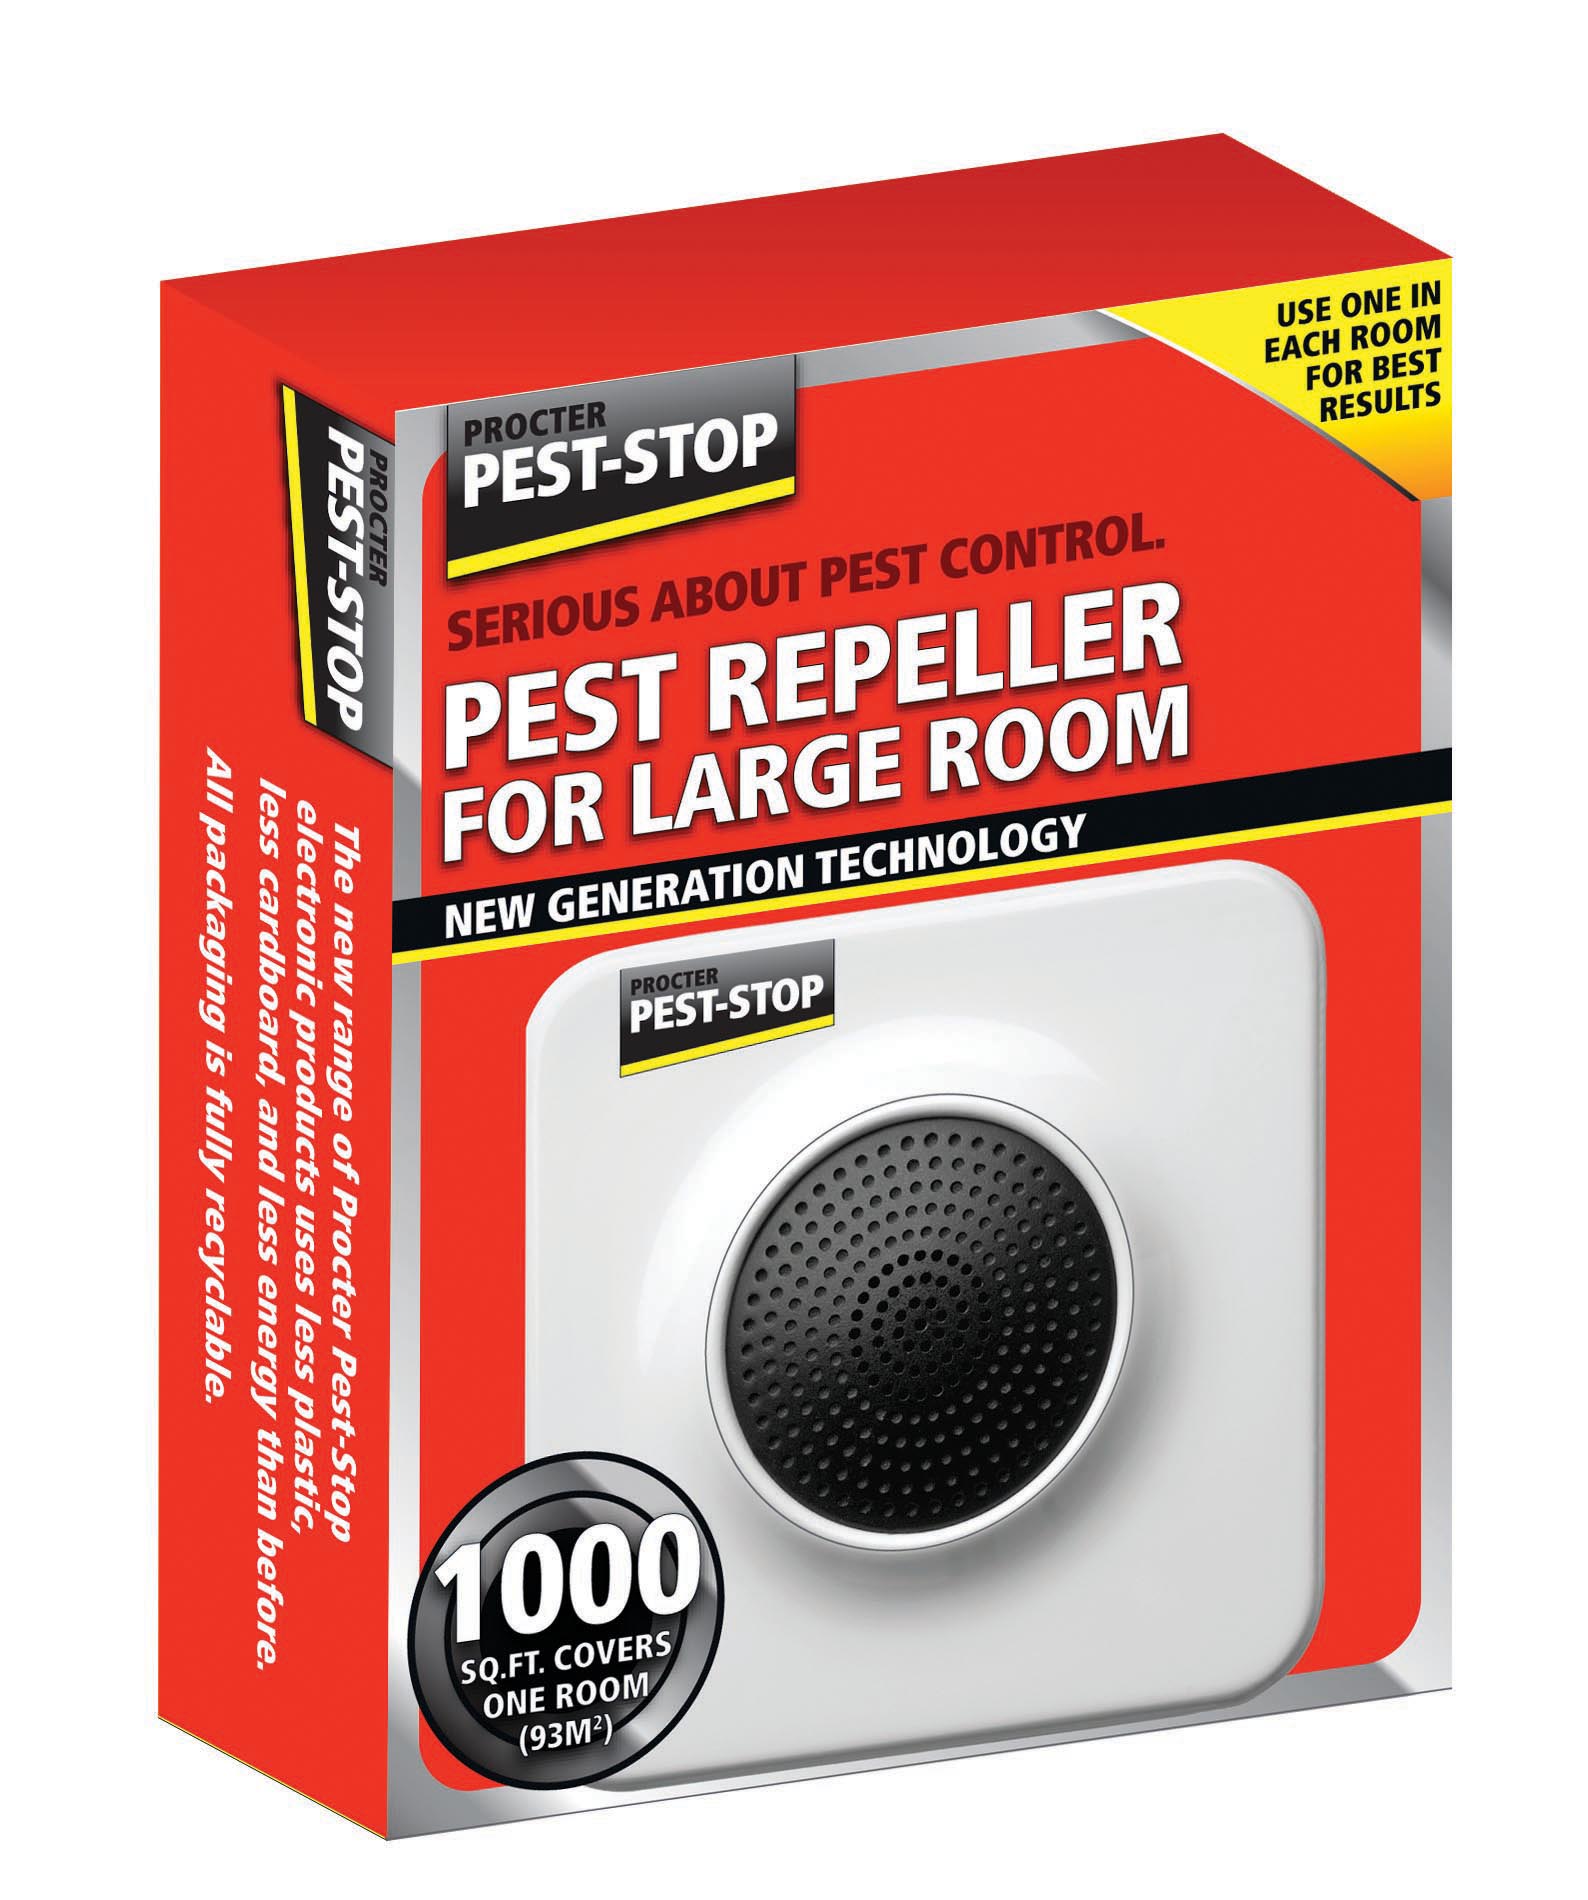 USE ONE IN
EACH ROOM
FOR BEST
RESULTS
PROCTER
PEST-STOP
SERIOUS ABOUT PEST CONTROL.
PEST REPELLER
FOR LARGE ROOM
NEW GENERATION TECHNOLOGY
PROCTER
PEST-STOP
1000
SQ.FT. COVERS
ONE ROOM
(93M²)
PROCTER
PEST-STOP
The new range of Procter Pest-Stop
electronic products uses less plastic,
less cardboard, and less energy than before.
All packaging is fully recyclable.